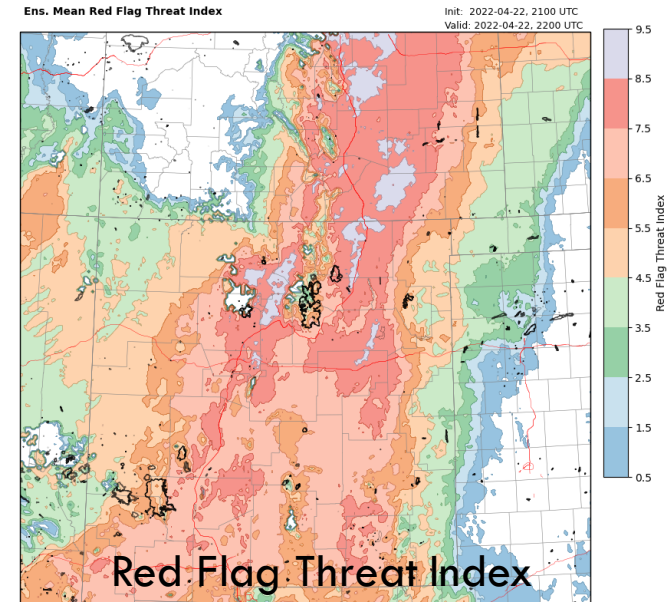 Ens. Mean Red Flag Threat Index
Init:  2022-04-22, 2100 UTC
Valid: 2022-04-22, 2200 UTC
9.5
8.5
7.5
6.5
5.5
4.5
3.5
2.5
1.5
0.5
Red Flag Threat Index
Red Flag Threat Index